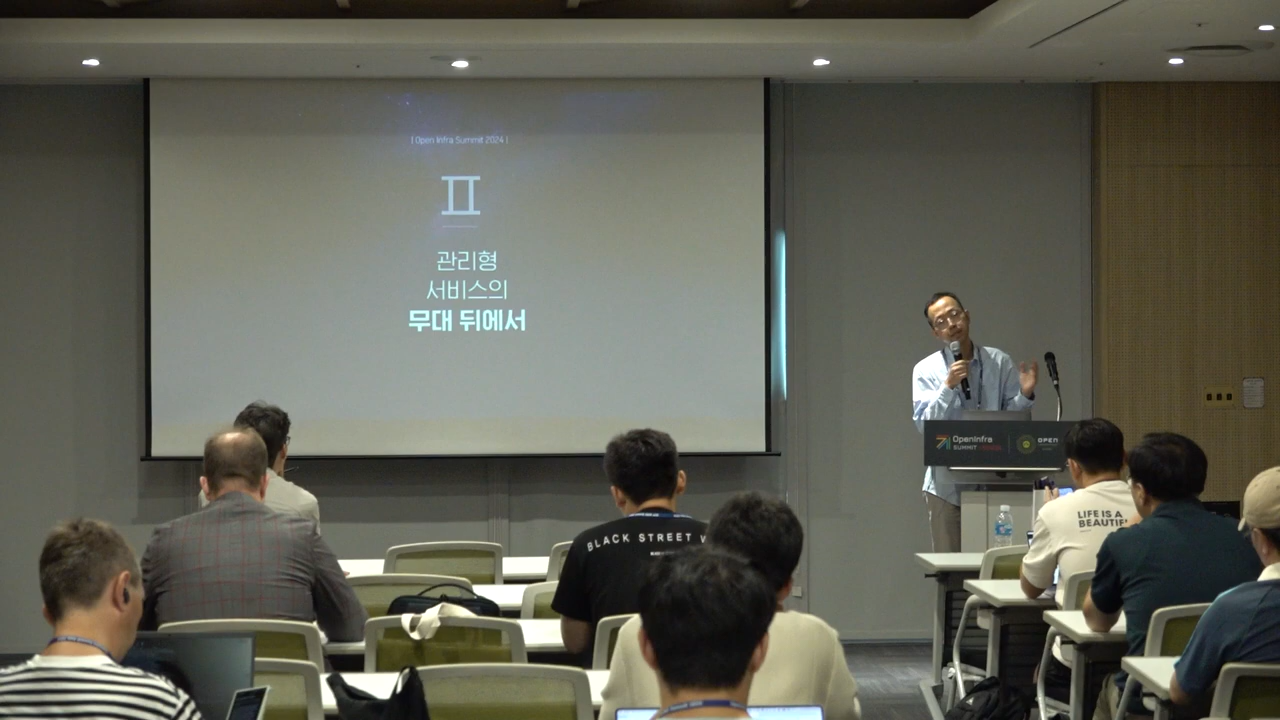 | Open Infra Summit 2024 |
II
관리형
서비스의
무대 뒤에서
OpenInfra
SUMMIT
OPEN
BLACK STREET
LIFE IS A